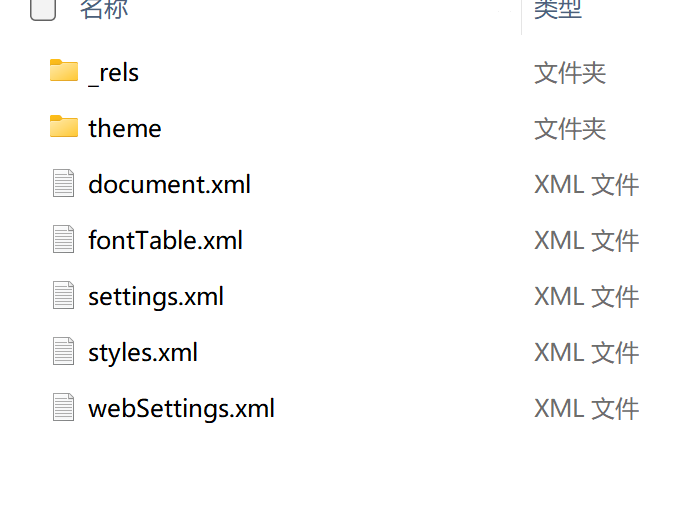 名称 类型
_rels 文件夹
theme 文件夹
document.xml XML 文件
fontTable.xml XML 文件
settings.xml XML 文件
styles.xml XML 文件
webSettings.xml XML 文件